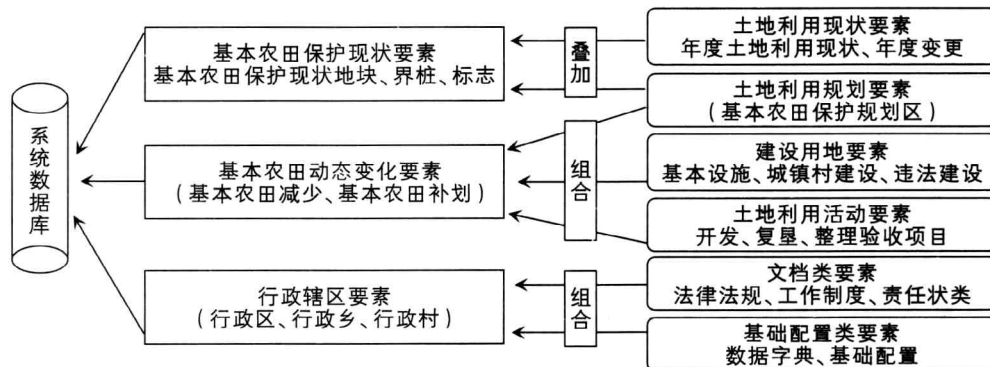 系统数据库
基本农田保护现状要素
基本农田保护现状地块、界桩、标志
基本农田动态变化要素
(基本农田减少、基本农田补划)
行政辖区要素
(行政区、行政乡、行政村)
叠加
组合
组合
土地利用现状要素
年度土地利用现状、年度变更
土地利用规划要素
(基本农田保护规划区)
建设用地要素
基本设施、城镇村建设、违法建设
土地利用活动要素
开发、复垦、整理验收项目
文档类要素
法律法规、工作制度、责任状类
基础配置类要素
数据字典、基础配置